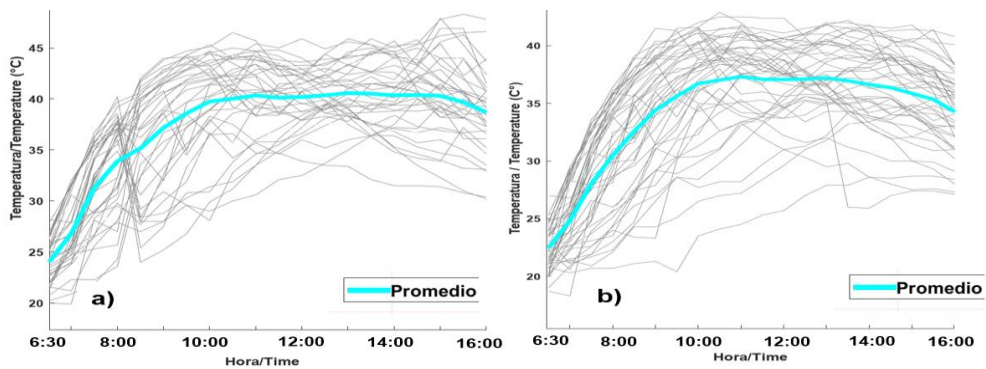 Temperatura/Temperature (°C)
45
40
35
30
25
20
a)
Promedio
6:30 8:00 10:00 12:00 14:00 16:00
Hora/Time
Temperatura / Temperature (C°)
40
35
30
25
20
b)
Promedio
6:30 8:00 10:00 12:00 14:00 16:00
Hora/Time